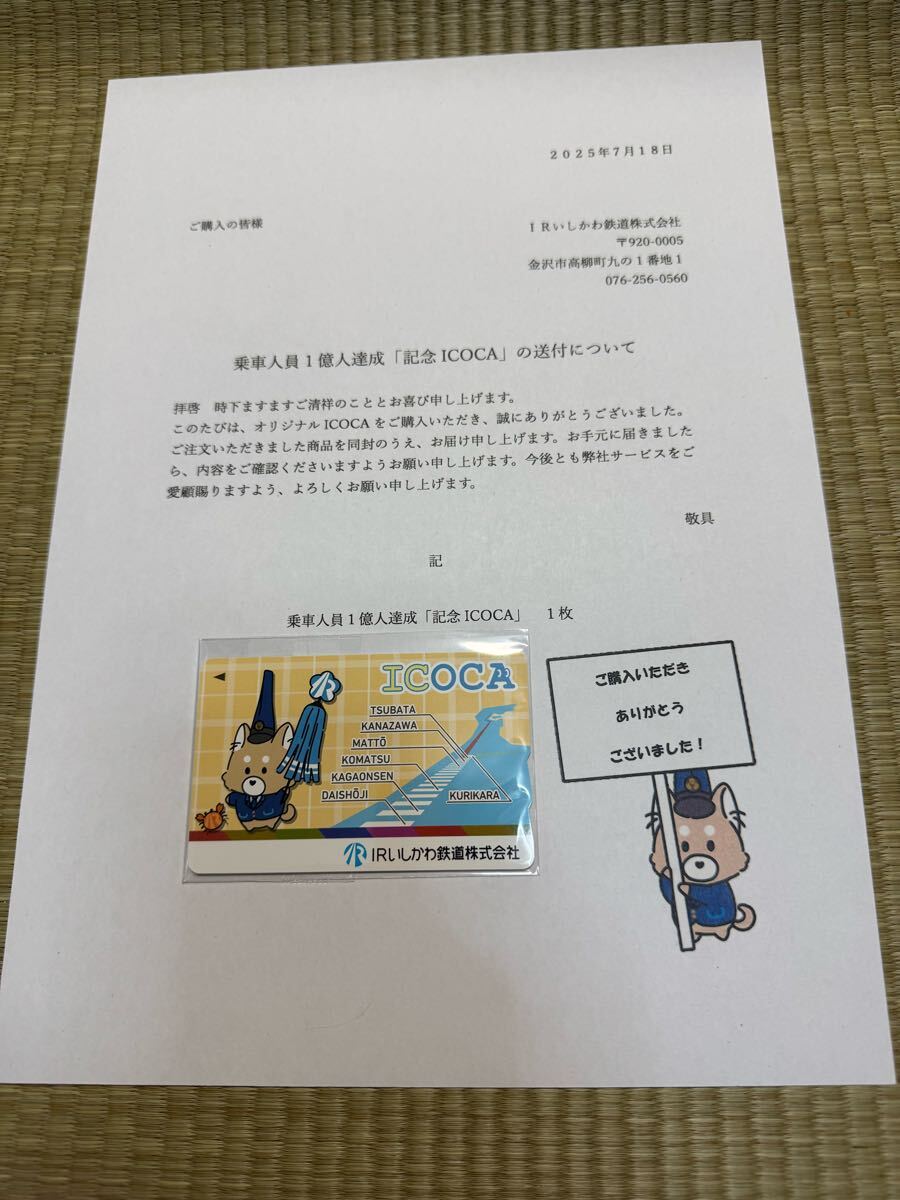 ２０２５年７月１８日
ご購入の皆様
ＩＲいしかわ鉄道株式会社
〒920-0005
金沢市高柳町九の１番地１
076-256-0560
乗車人員１億人達成「記念 ICOCA」の送付について
拝啓　時下ますますご清祥のこととお喜び申し上げます。
このたびは、オリジナル ICOCA をご購入いただき、誠にありがとうございました。
ご注文いただきました商品を同封のうえ、お届け申し上げます。お手元に届きました
ら、内容をご確認くださいますようお願い申し上げます。今後とも弊社サービスをご
愛顧賜りますよう、よろしくお願い申し上げます。
敬具
記
乗車人員１億人達成「記念 ICOCA」　１枚
ICOCA
TSUBATA
KANAZAWA
MATTŌ
KOMATSU
KAGAONSEN
DAISHŌJI
KURIKARA
IRいしかわ鉄道株式会社
ご購入いただき
ありがとう
ございました！